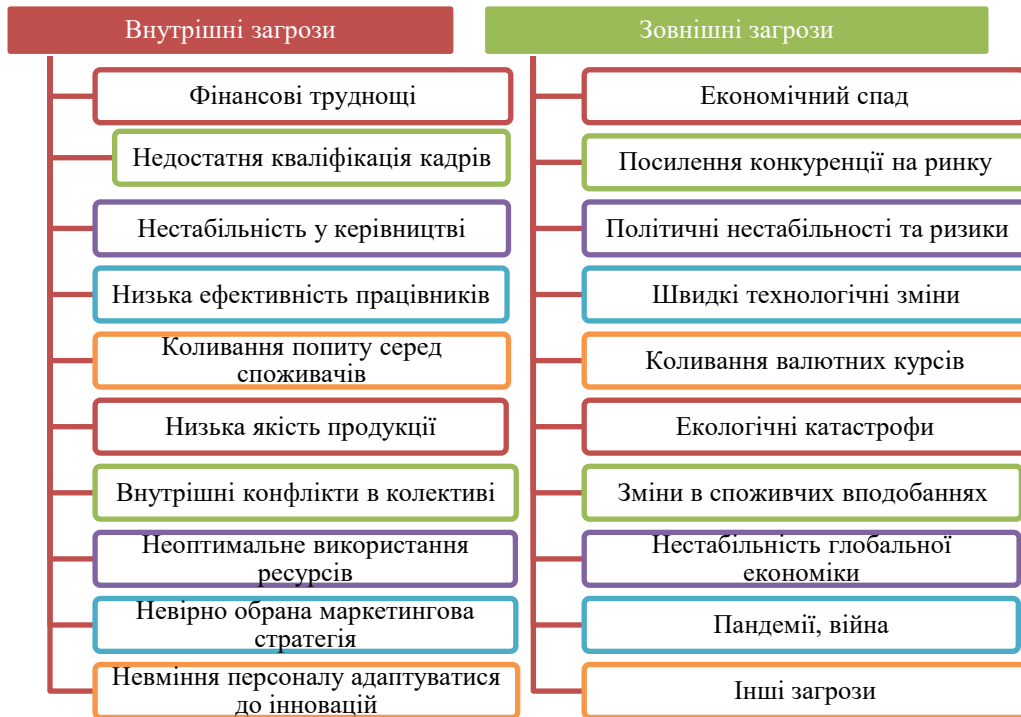 Внутрішні загрози
Фінансові труднощі
Недостатня кваліфікація кадрів
Нестабільність у керівництві
Низька ефективність працівників
Коливання попиту серед
споживачів
Низька якість продукції
Внутрішні конфлікти в колективі
Неоптимальне використання
ресурсів
Невірно обрана маркетингова
стратегія
Невміння персоналу адаптуватися
до інновацій
Зовнішні загрози
Економічний спад
Посилення конкуренції на ринку
Політичні нестабільності та ризики
Швидкі технологічні зміни
Коливання валютних курсів
Екологічні катастрофи
Зміни в споживчих вподобаннях
Нестабільність глобальної
економіки
Пандемії, війна
Інші загрози